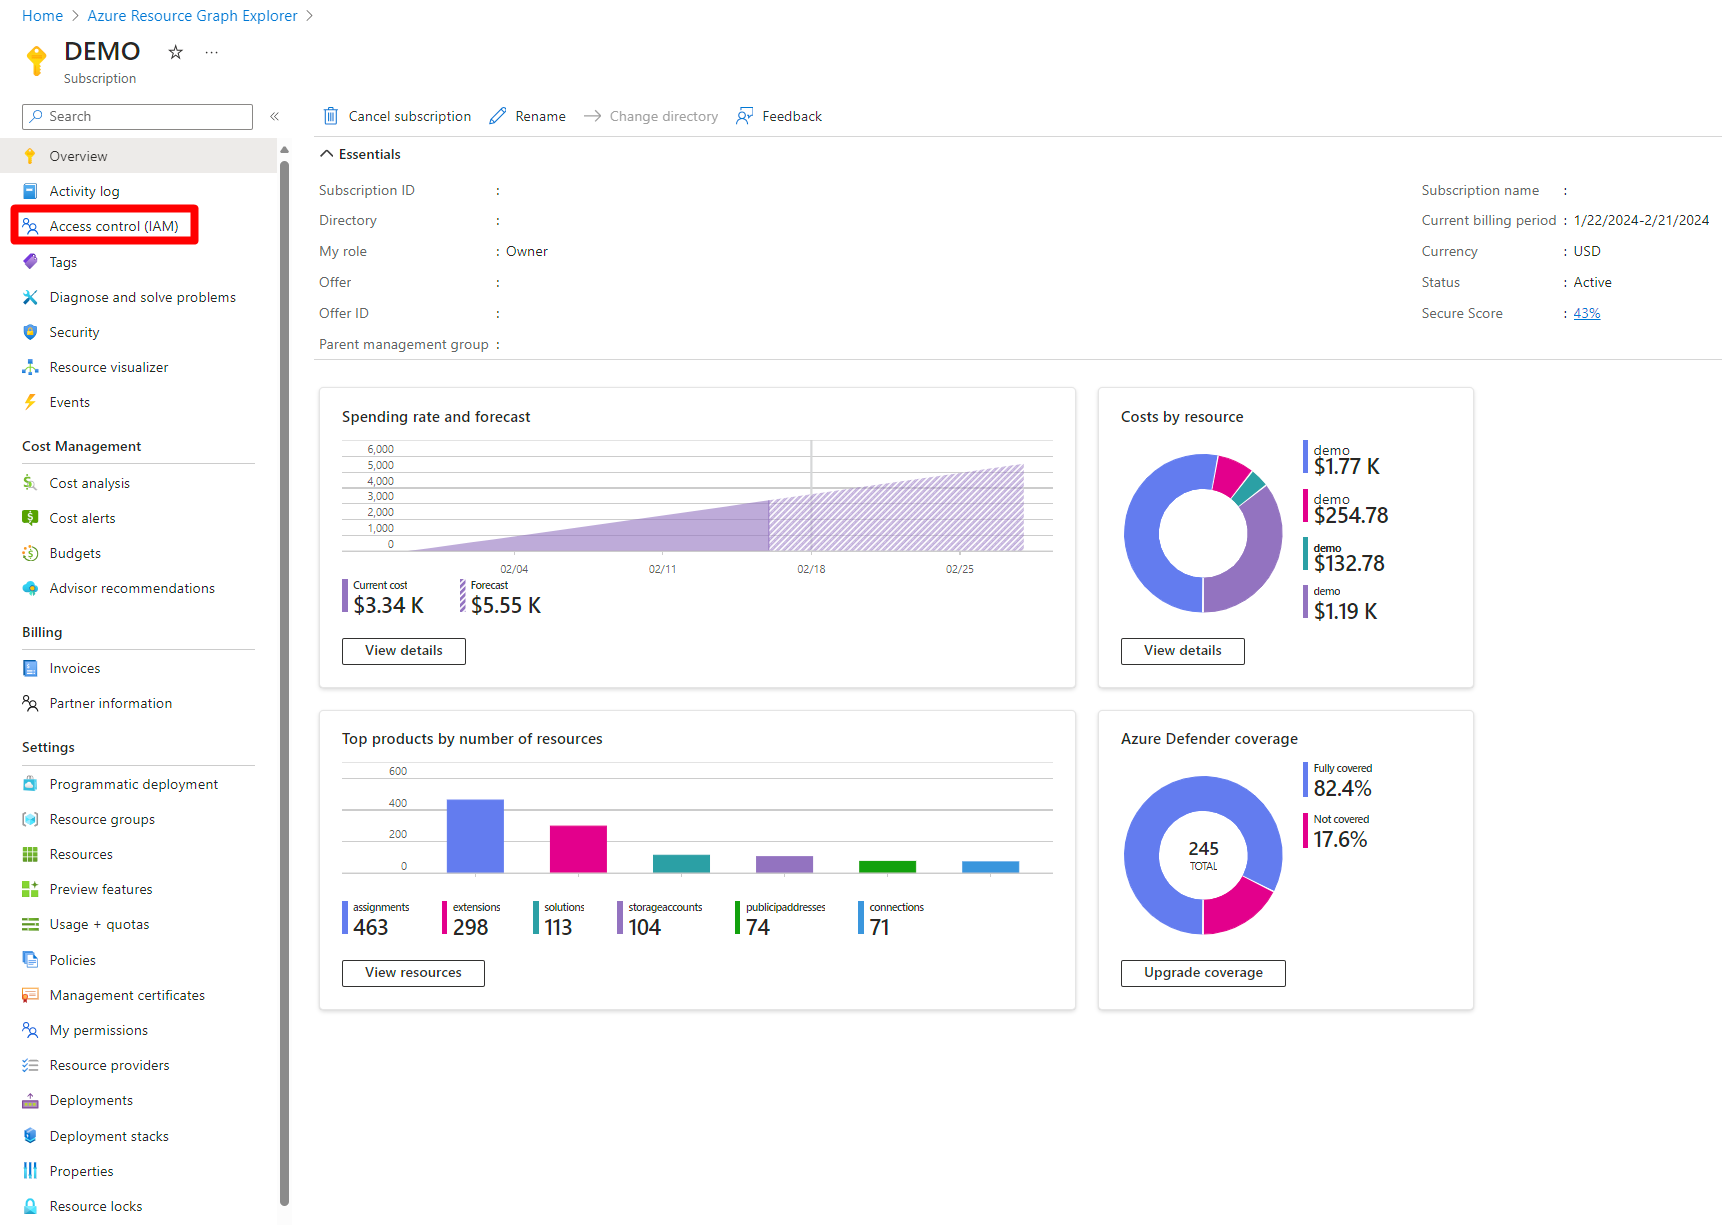 Home > Azure Resource Graph Explorer >
DEMO
Subscription
Search
«
Overview
Activity log
Access control (IAM)
Tags
Diagnose and solve problems
Security
Resource visualizer
Events
Cost Management
Cost analysis
Cost alerts
Budgets
Advisor recommendations
Billing
Invoices
Partner information
Settings
Programmatic deployment
Resource groups
Resources
Preview features
Usage + quotas
Policies
Management certificates
My permissions
Resource providers
Deployments
Deployment stacks
Properties
Resource locks
Cancel subscription Rename Change directory Feedback
Essentials
Subscription ID :
Directory :
My role : Owner
Offer :
Offer ID :
Parent management group :
Subscription name :
Current billing period : 1/22/2024-2/21/2024
Currency : USD
Status : Active
Secure Score : 43%
Spending rate and forecast
6,000
5,000
4,000
3,000
2,000
1,000
0
02/04 02/11 02/18 02/25
Current cost
$3.34 K
Forecast
$5.55 K
View details
Costs by resource
demo
$1.77 K
demo
$254.78
demo
$132.78
demo
$1.19 K
View details
Top products by number of resources
600
400
200
0
assignments
463
extensions
298
solutions
113
storageaccounts
104
publicipaddresses
74
connections
71
View resources
Azure Defender coverage
245
TOTAL
Fully covered
82.4%
Not covered
17.6%
Upgrade coverage